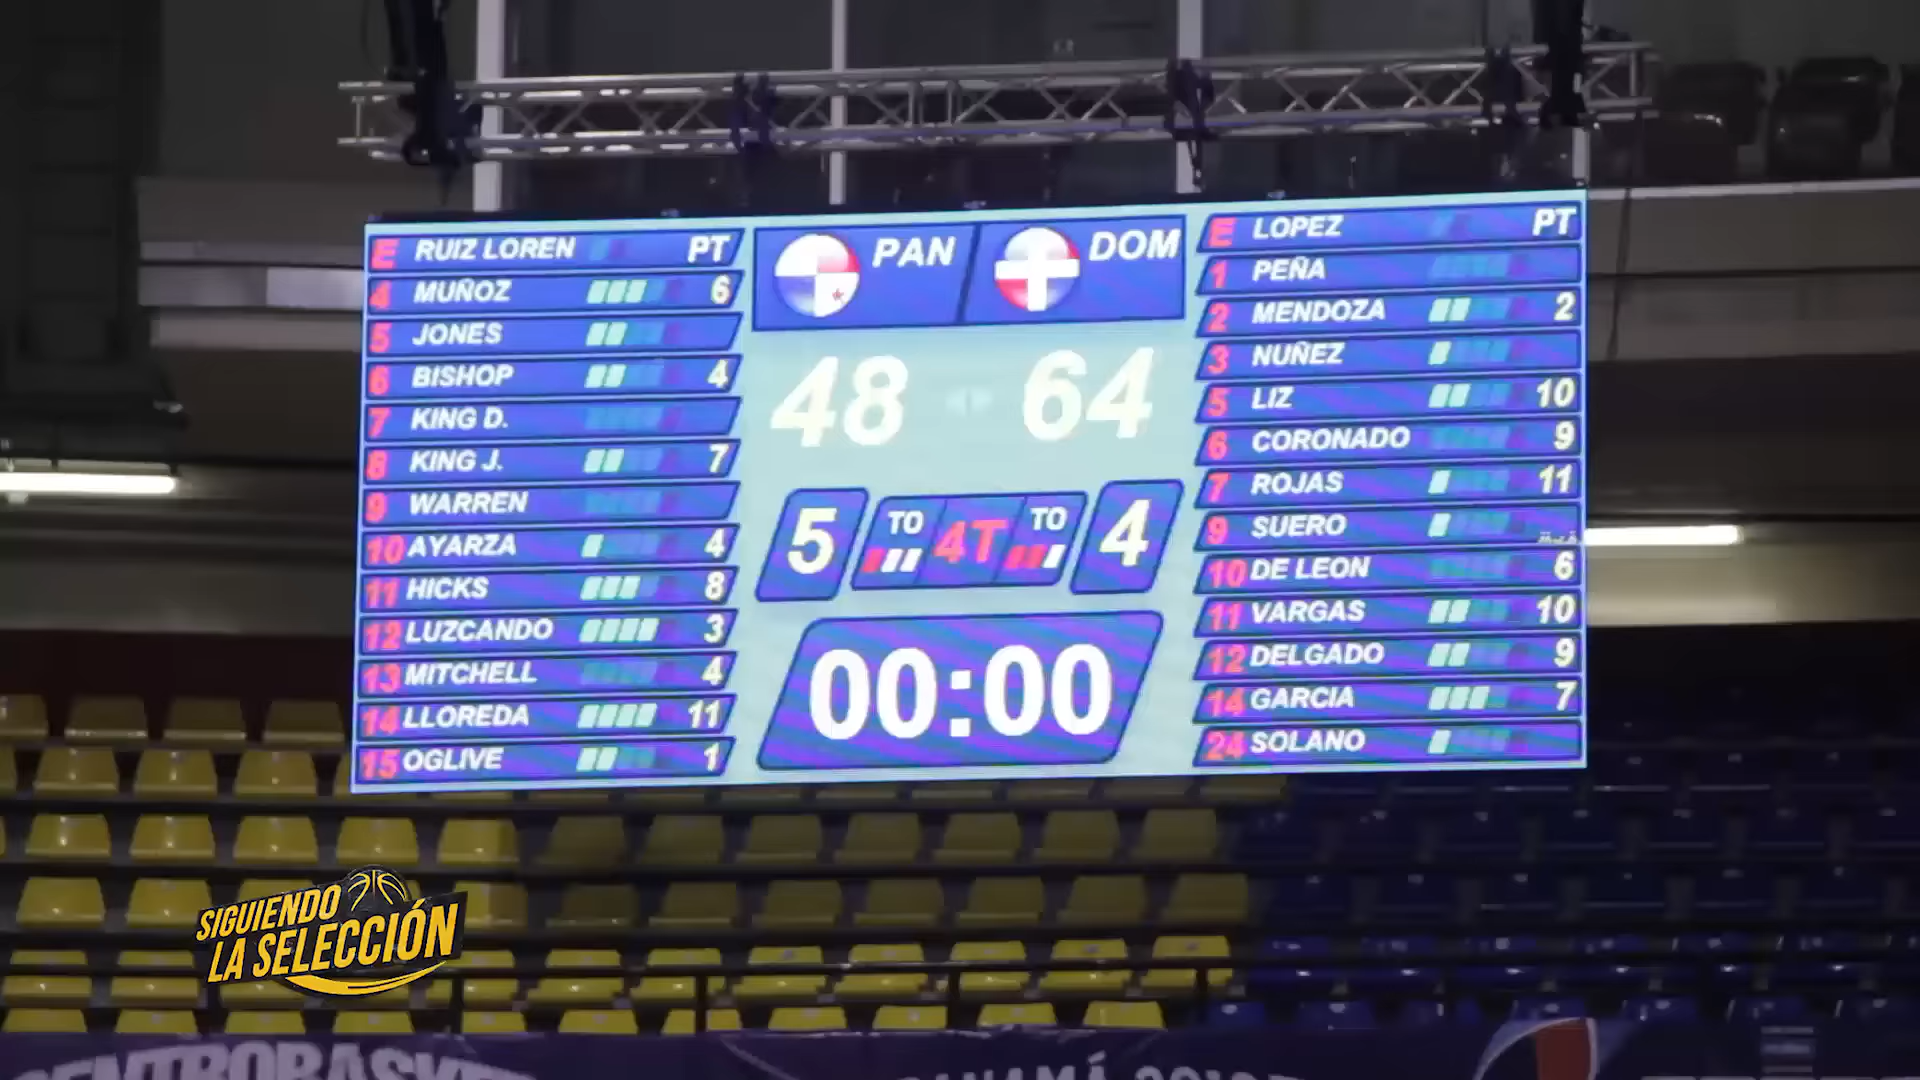 E RUIZ LOREN PT
4 MUÑOZ 6
5 JONES
6 BISHOP 4
7 KING D.
8 KING J. 7
9 WARREN
10 AYARZA 4
11 HICKS 8
12 LUZCANDO 3
13 MITCHELL 4
14 LLOREDA 11
15 OGLIVE 1
PAN DOM
48 64
5 TO 4T TO 4
00:00
E LOPEZ PT
1 PEÑA
2 MENDOZA 2
3 NUÑEZ
5 LIZ 10
6 CORONADO 9
7 ROJAS 11
9 SUERO
10 DE LEON 6
11 VARGAS 10
12 DELGADO 9
14 GARCIA 7
24 SOLANO
SIGUIENDO
LA SELECCIÓN